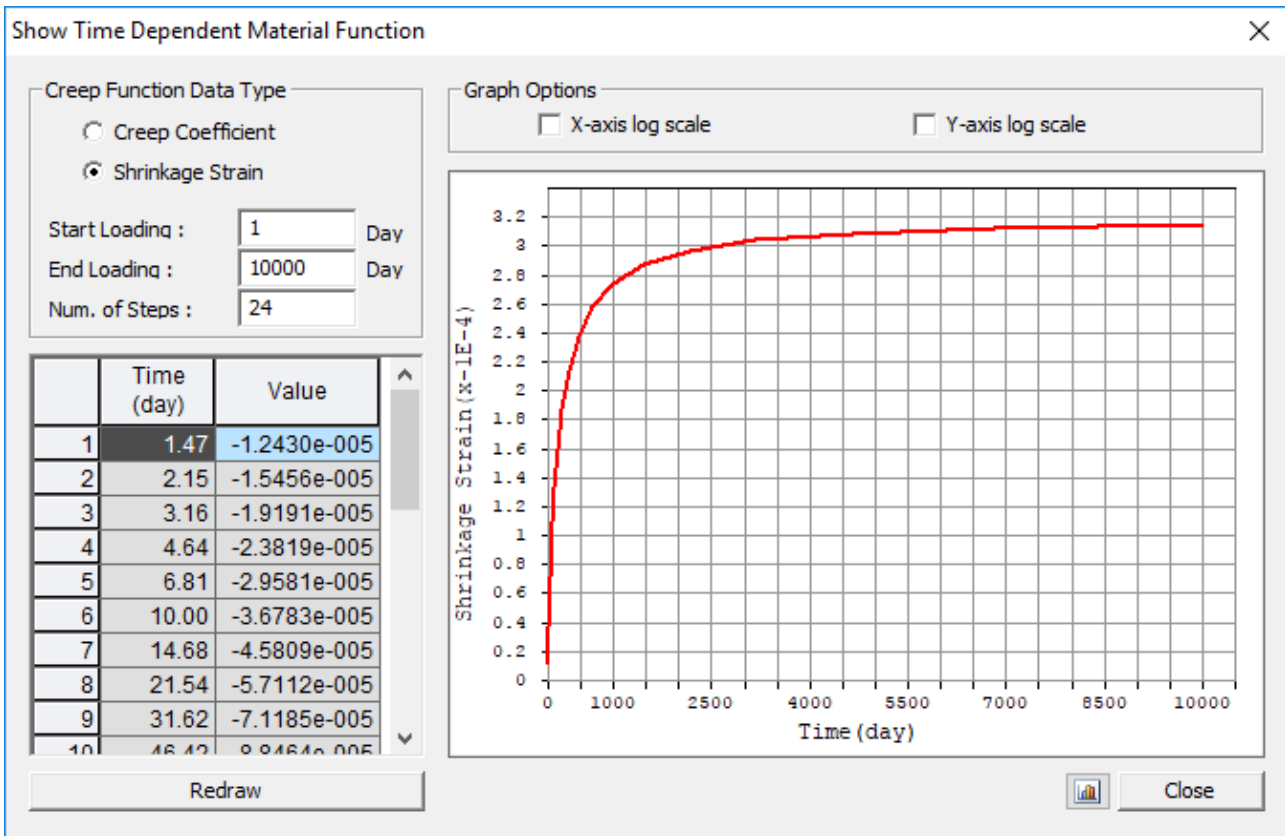 Show Time Dependent Material Function
Creep Function Data Type
Creep Coefficient
Shrinkage Strain
Start Loading : 1 Day
End Loading : 10000 Day
Num. of Steps : 24
Time (day) Value
1 1.47 -1.2430e-005
2 2.15 -1.5456e-005
3 3.16 -1.9191e-005
4 4.64 -2.3819e-005
5 6.81 -2.9581e-005
6 10.00 -3.6783e-005
7 14.68 -4.5809e-005
8 21.54 -5.7112e-005
9 31.62 -7.1185e-005
10 46.42 -8.8464e-005
Redraw
Graph Options
X-axis log scale Y-axis log scale
Shrinkage Strain(x-1E-4)
3.2
3
2.8
2.6
2.4
2.2
2
1.8
1.6
1.4
1.2
1
0.8
0.6
0.4
0.2
0
0 1000 2500 4000 5500 7000 8500 10000
Time(day)
Close